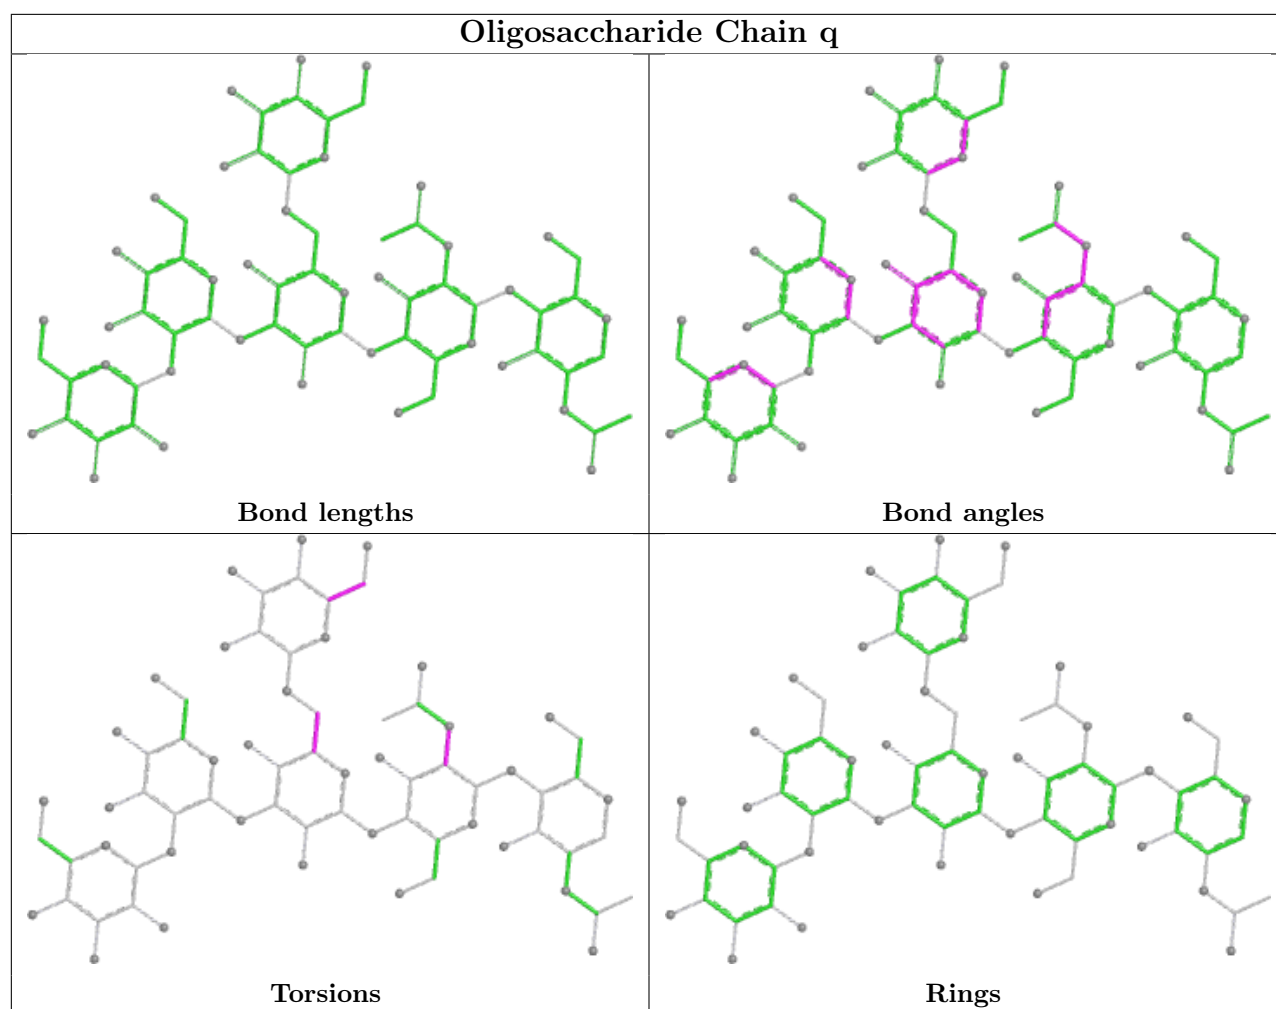 Oligosaccharide Chain q
Bond lengths
Bond angles
Torsions
Rings